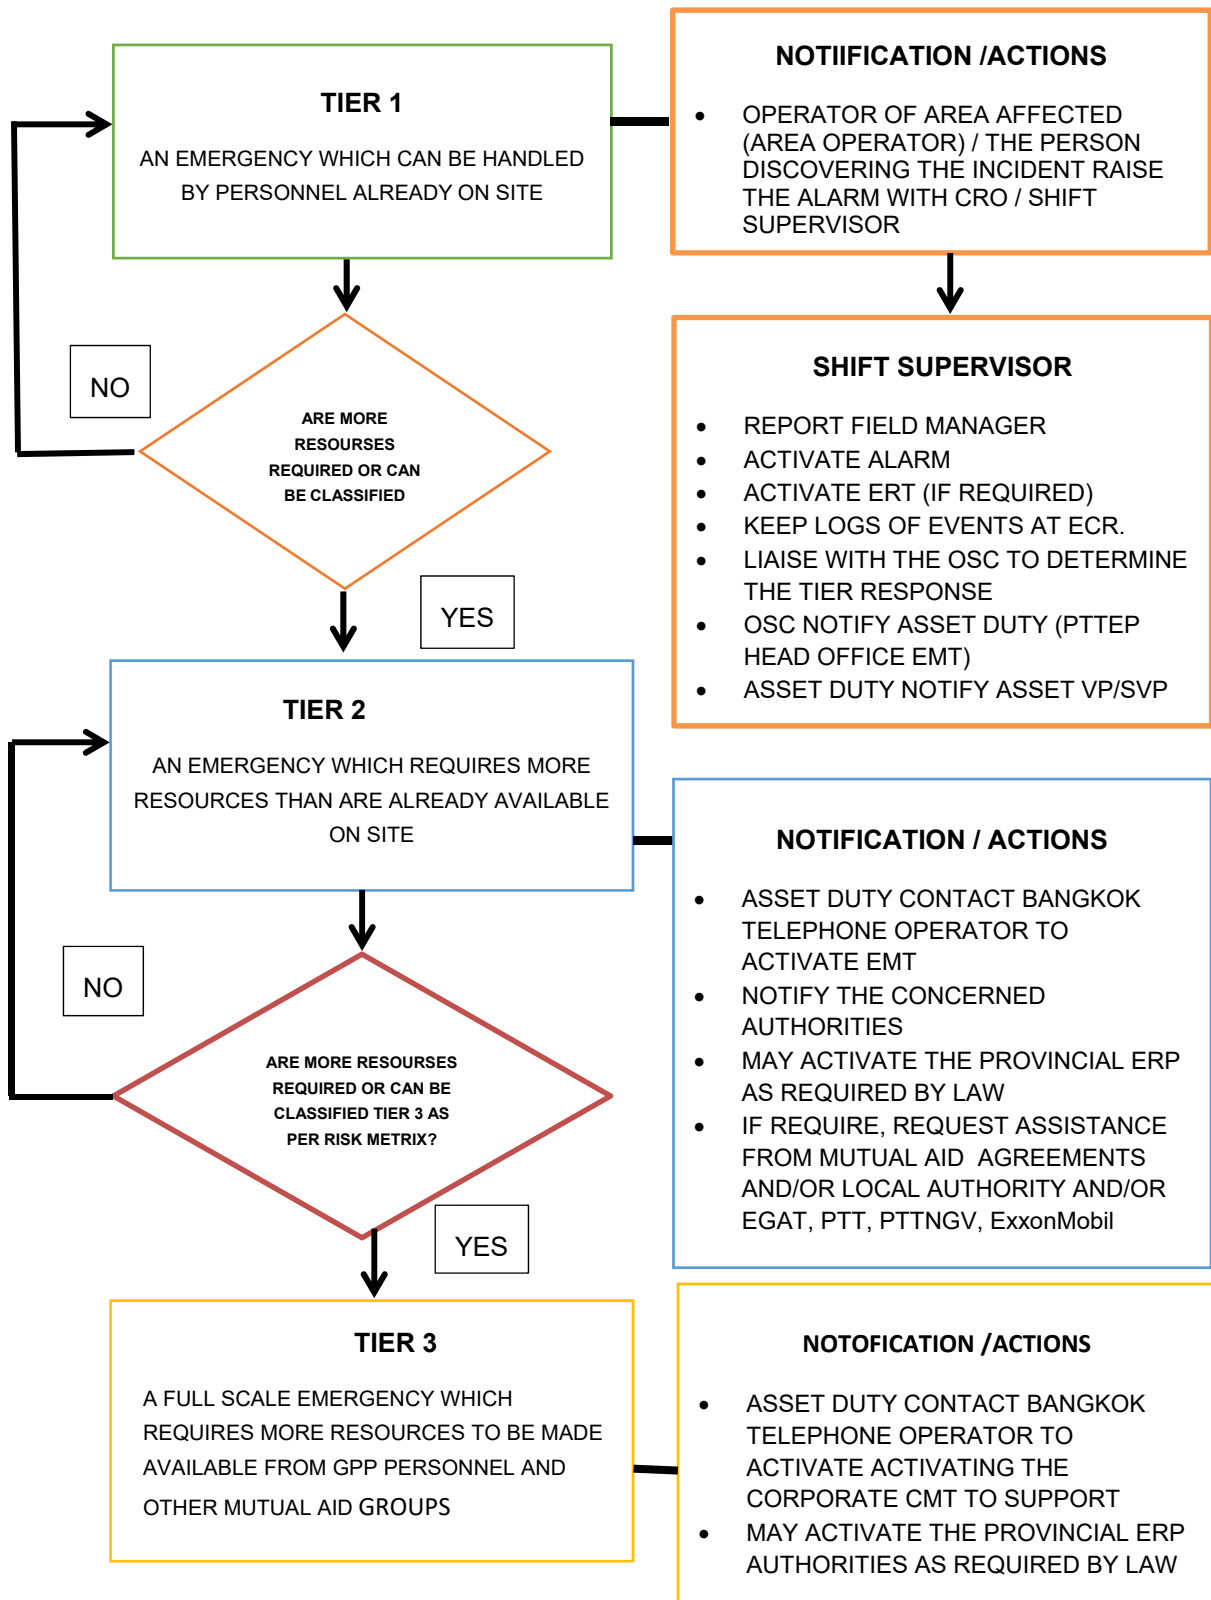 TIER 1
AN EMERGENCY WHICH CAN BE HANDLED
BY PERSONNEL ALREADY ON SITE
NOTIIFICATION /ACTIONS
• OPERATOR OF AREA AFFECTED
(AREA OPERATOR) / THE PERSON
DISCOVERING THE INCIDENT RAISE
THE ALARM WITH CRO / SHIFT
SUPERVISOR
NO
ARE MORE
RESOURSES
REQUIRED OR CAN
BE CLASSIFIED
YES
SHIFT SUPERVISOR
• REPORT FIELD MANAGER
• ACTIVATE ALARM
• ACTIVATE ERT (IF REQUIRED)
• KEEP LOGS OF EVENTS AT ECR.
• LIAISE WITH THE OSC TO DETERMINE
THE TIER RESPONSE
• OSC NOTIFY ASSET DUTY (PTTEP
HEAD OFFICE EMT)
• ASSET DUTY NOTIFY ASSET VP/SVP
TIER 2
AN EMERGENCY WHICH REQUIRES MORE
RESOURCES THAN ARE ALREADY AVAILABLE
ON SITE
NOTIFICATION / ACTIONS
• ASSET DUTY CONTACT BANGKOK
TELEPHONE OPERATOR TO
ACTIVATE EMT
• NOTIFY THE CONCERNED
AUTHORITIES
• MAY ACTIVATE THE PROVINCIAL ERP
AS REQUIRED BY LAW
• IF REQUIRE, REQUEST ASSISTANCE
FROM MUTUAL AID AGREEMENTS
AND/OR LOCAL AUTHORITY AND/OR
EGAT, PTT, PTTNGV, ExxonMobil
NO
ARE MORE RESOURSES
REQUIRED OR CAN BE
CLASSIFIED TIER 3 AS
PER RISK METRIX?
YES
TIER 3
A FULL SCALE EMERGENCY WHICH
REQUIRES MORE RESOURCES TO BE MADE
AVAILABLE FROM GPP PERSONNEL AND
OTHER MUTUAL AID GROUPS
NOTOFICATION /ACTIONS
• ASSET DUTY CONTACT BANGKOK
TELEPHONE OPERATOR TO
ACTIVATE ACTIVATING THE
CORPORATE CMT TO SUPPORT
• MAY ACTIVATE THE PROVINCIAL ERP
AUTHORITIES AS REQUIRED BY LAW